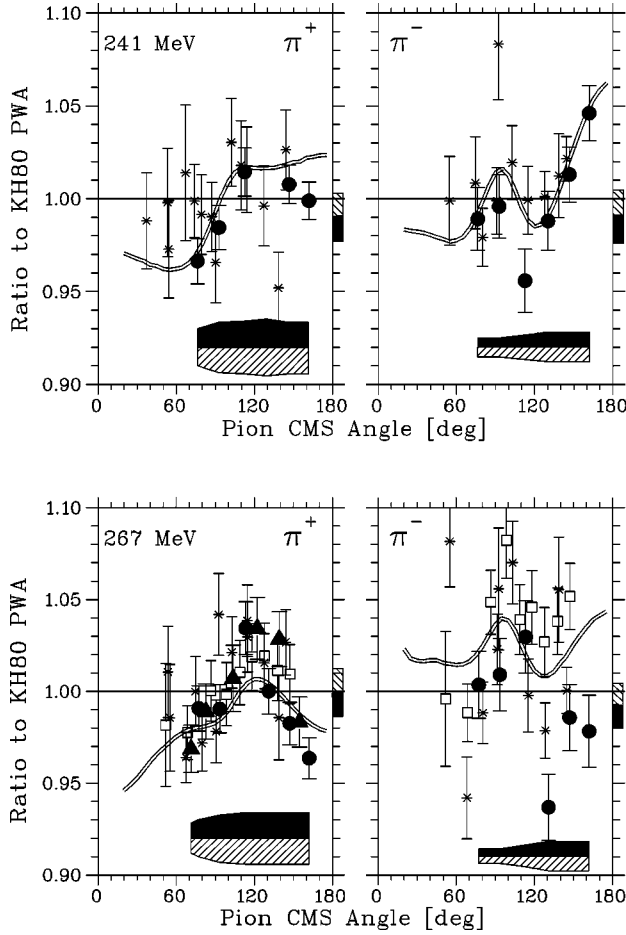 241 MeV π+ π−
Ratio to KH80 PWA
1.10
1.05
1.00
0.95
0.90
0 60 120 180 0 60 120 180
Pion CMS Angle [deg] Pion CMS Angle [deg]
267 MeV π+ π−
Ratio to KH80 PWA
1.10
1.05
1.00
0.95
0.90
0 60 120 180 0 60 120 180
Pion CMS Angle [deg] Pion CMS Angle [deg]